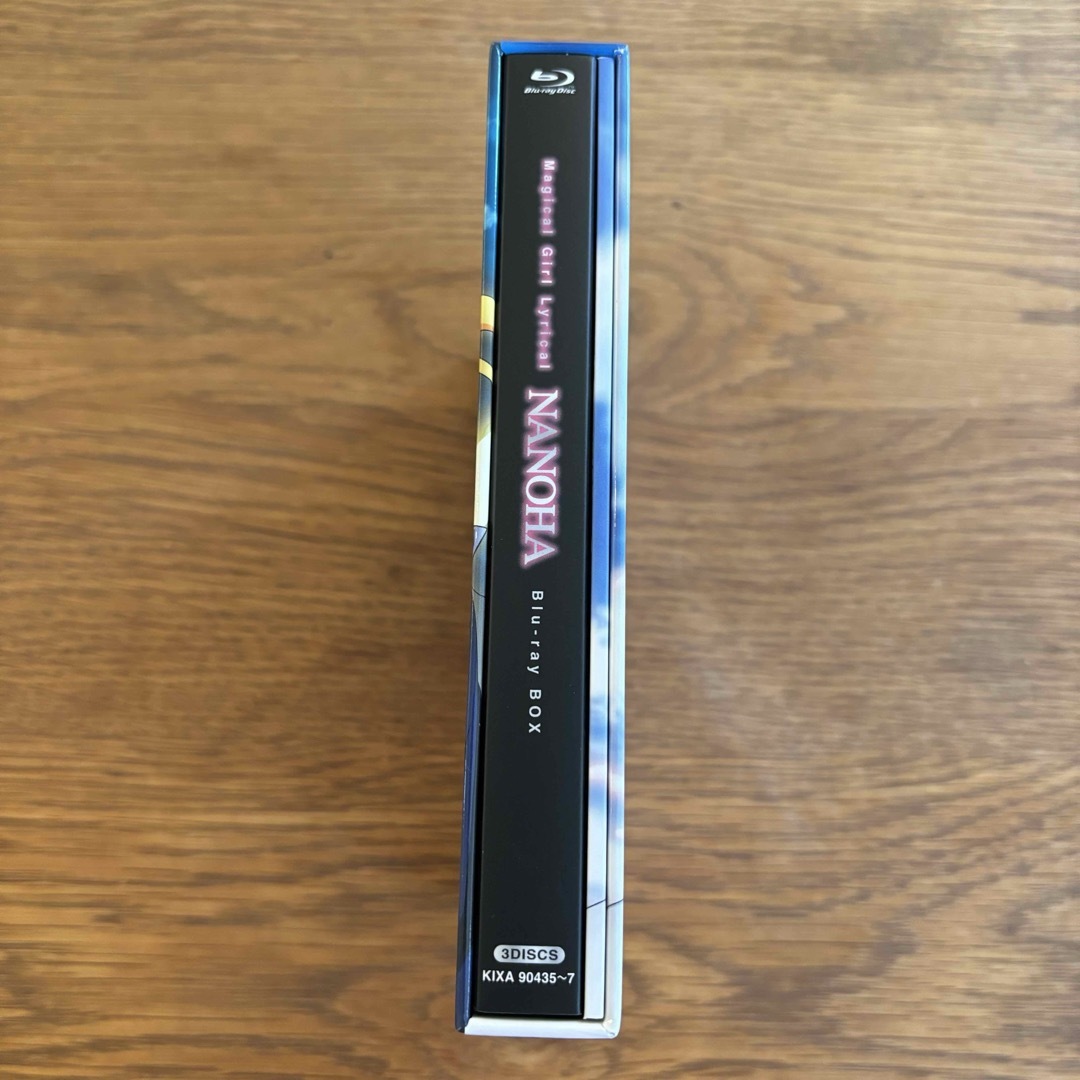 Blu-ray Disc
Magical Girl Lyrical NANOHA Blu-ray BOX
3DISCS
KIXA 90435~7